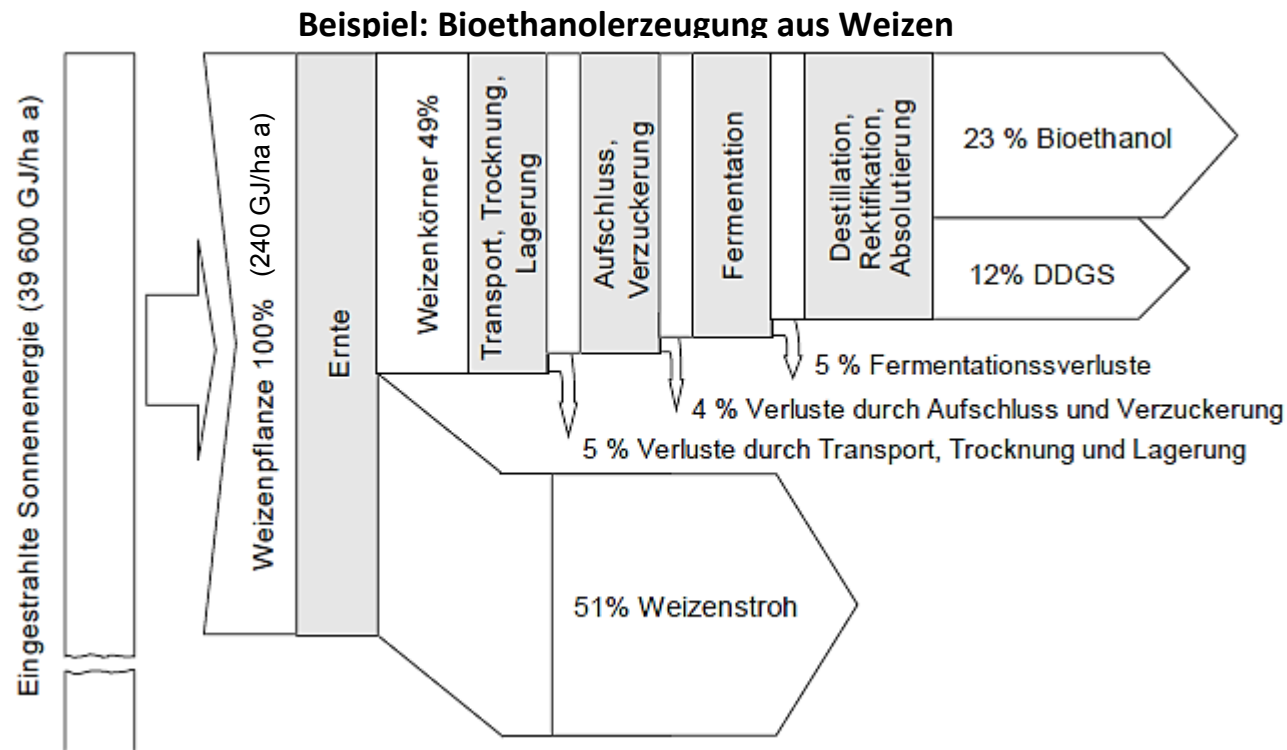 Beispiel: Bioethanolerzeugung aus Weizen
Eingestrahlte Sonnenenergie (39 600 GJ/ha a)
Weizenpflanze 100% (240 GJ/ha a)
Ernte
Weizenkörner 49%
Transport, Trocknung,
Lagerung
Aufschluss,
Verzuckerung
Fermentation
Destillation,
Rektifikation,
Absolutierung
23 % Bioethanol
12% DDGS
5 % Fermentationssverluste
4 % Verluste durch Aufschluss und Verzuckerung
5 % Verluste durch Transport, Trocknung und Lagerung
51% Weizenstroh